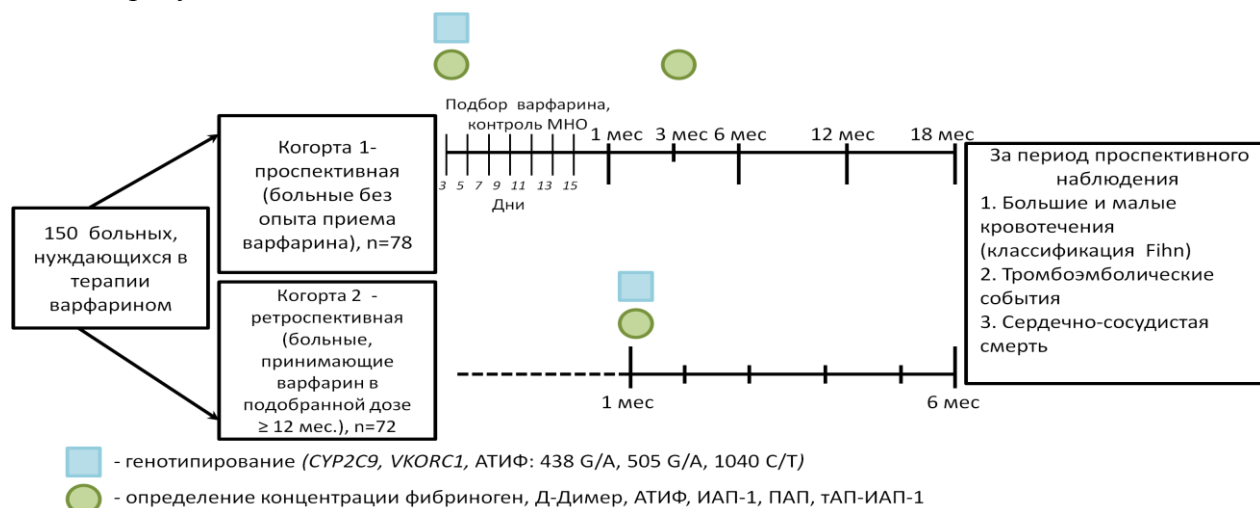 Подбор варфарина,
контроль МНО
1 мес
3 мес
6 мес
12 мес
18 мес
3 5 7 9 11 13 15
Дни
150 больных,
нуждающихся в
терапии
варфарином
Когорта 1-
проспективная
(больные без
опыта приема
варфарина), n=78
Когорта 2 -
ретроспективная
(больные,
принимающие
варфарин в
подобранной дозе
≥ 12 мес.), n=72
1 мес
6 мес
За период проспективного
наблюдения
1. Большие и малые
кровотечения
(классификация Fihn)
2. Тромбоэмболические
события
3. Сердечно-сосудистая
смерть
- генотипирование (CYP2C9, VKORC1, АТИФ: 438 G/A, 505 G/A, 1040 C/T)
- определение концентрации фибриноген, Д-Димер, АТИФ, ИАП-1, ПАП, тАП-ИАП-1